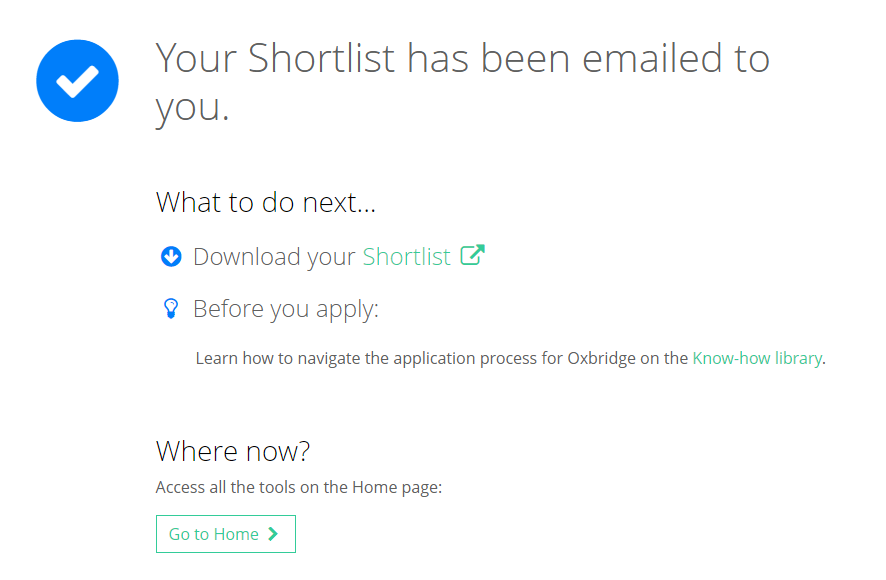 Your Shortlist has been emailed to
you.
What to do next...
Download your Shortlist
Before you apply:
Learn how to navigate the application process for Oxbridge on the Know-how library.
Where now?
Access all the tools on the Home page:
Go to Home